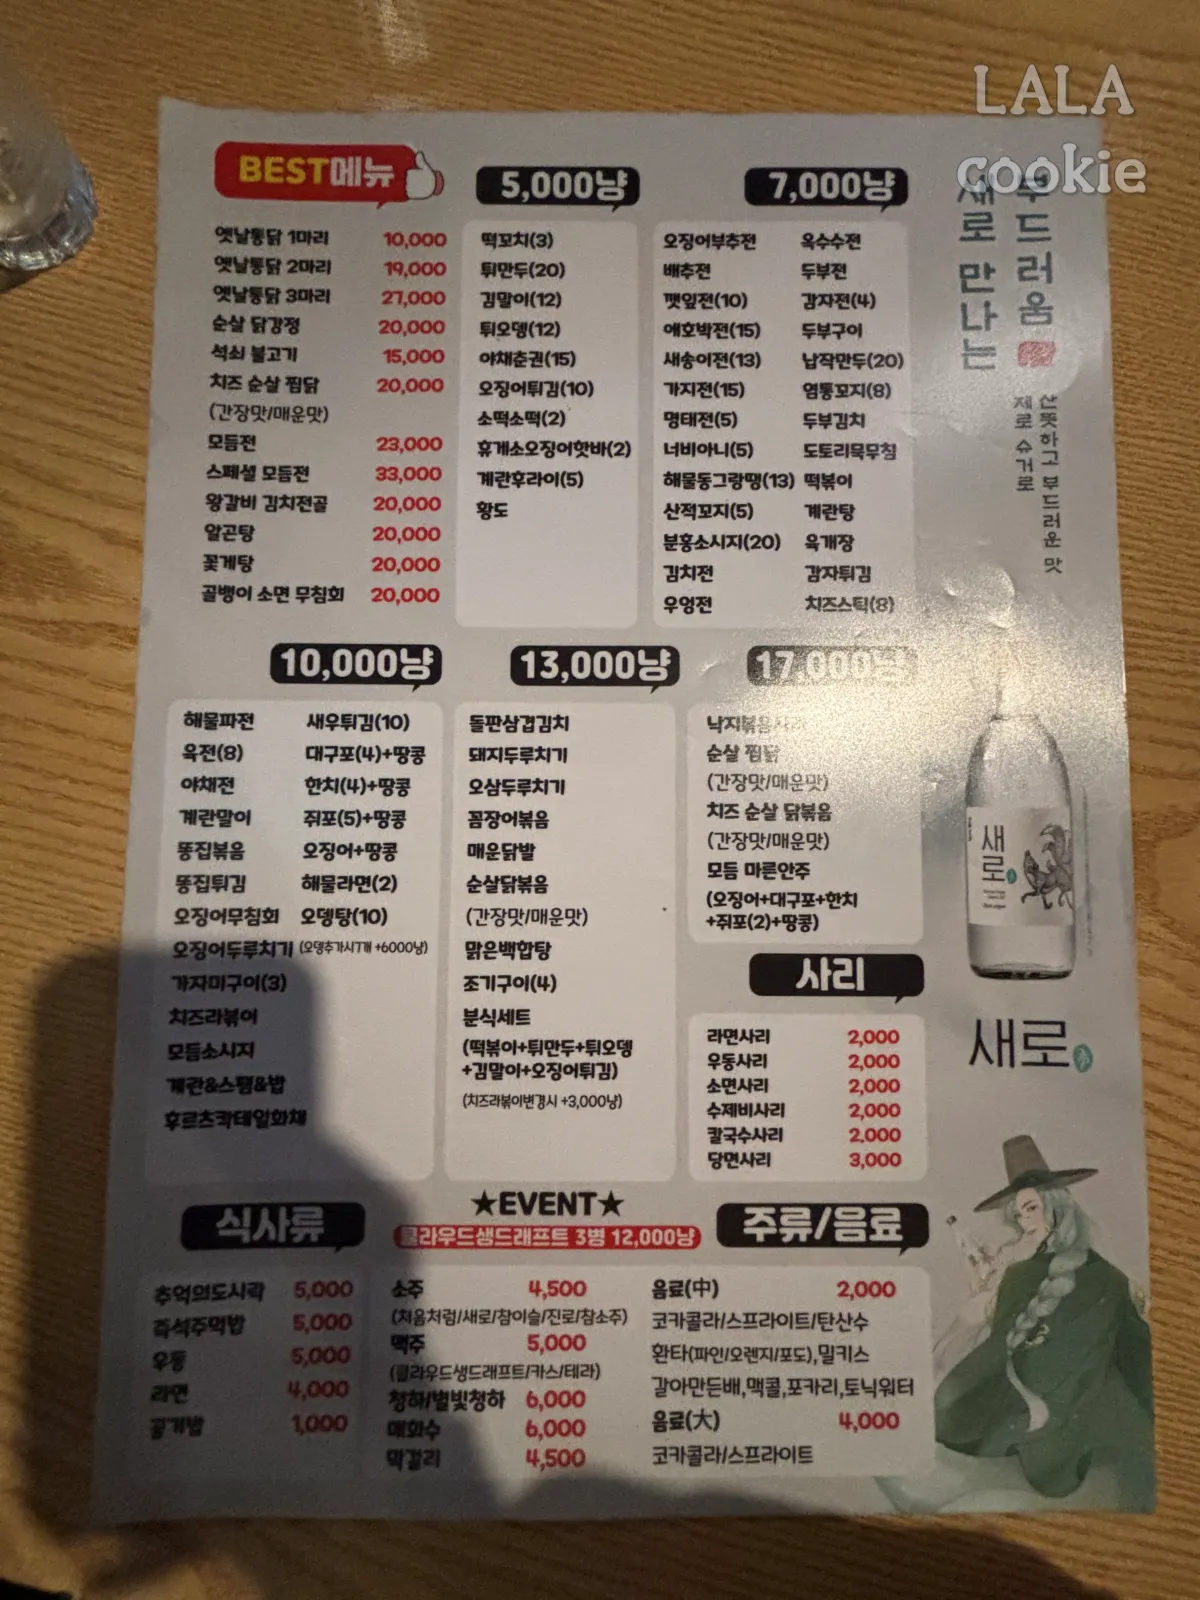 LALA
cookie
BEST메뉴
옛날통닭 1마리 10,000
옛날통닭 2마리 19,000
옛날통닭 3마리 27,000
순살 닭강정 20,000
석쇠 불고기 15,000
치즈 순살 찜닭 20,000
(간장맛/매운맛)
모듬전 23,000
스페셜 모듬전 33,000
왕갈비 김치전골 20,000
알곤탕 20,000
꽃게탕 20,000
골뱅이 소면 무침회 20,000
5,000냥
떡꼬치(3)
튀만두(20)
김말이(12)
튀오뎅(12)
야채춘권(15)
오징어튀김(10)
소떡소떡(2)
휴게소오징어핫바(2)
계란후라이(5)
황도
7,000냥
오징어부추전 옥수수전
배추전 두부전
깻잎전(10) 감자전(4)
애호박전(15) 두부구이
새송이전(13) 납작만두(20)
가지전(15) 염통꼬지(8)
명태전(5) 두부김치
너비아니(5) 도토리묵무침
해물동그랑땡(13) 떡볶이
산적꼬지(5) 계란탕
분홍소시지(20) 육개장
김치전 감자튀김
우엉전 치즈스틱(8)
부드러움
새로 만나는
산뜻하고 부드러운 맛
제로 슈거로
10,000냥
해물파전 새우튀김(10)
육전(8) 대구포(4)+땅콩
야채전 한치(4)+땅콩
계란말이 쥐포(5)+땅콩
똥집볶음 오징어+땅콩
똥집튀김 해물라면(2)
오징어무침회 오뎅탕(10)
오징어두루치기 (오뎅추가시7개 +6000냥)
가자미구이(3)
치즈라볶이
모듬소시지
계란&스팸&밥
후르츠칵테일화채
13,000냥
돌판삼겹김치
돼지두루치기
오삼두루치기
꼼장어볶음
매운닭발
순살닭볶음
(간장맛/매운맛)
맑은백합탕
조기구이(4)
분식세트
(떡볶이+튀만두+튀오뎅
+김말이+오징어튀김)
(치즈라볶이변경시 +3,000냥)
17,000냥
낙지볶음사리
순살 찜닭
(간장맛/매운맛)
치즈 순살 닭볶음
(간장맛/매운맛)
모듬 마른안주
(오징어+대구포+한치
+쥐포(2)+땅콩)
사리
라면사리 2,000
우동사리 2,000
소면사리 2,000
수제비사리 2,000
칼국수사리 2,000
당면사리 3,000
새로
새로
식사류
추억의도시락 5,000
즉석주먹밥 5,000
우동 5,000
라면 4,000
공기밥 1,000
★EVENT★
클라우드생드래프트 3병 12,000냥
주류/음료
소주 4,500
(처음처럼/새로/참이슬/진로/참소주)
맥주 5,000
(클라우드생드래프트/카스/테라)
청하/별빛청하 6,000
매화수 6,000
막걸리 4,500
음료(中) 2,000
코카콜라/스프라이트/탄산수
환타(파인/오렌지/포도),밀키스
갈아만든배,맥콜,포카리,토닉워터
음료(大) 4,000
코카콜라/스프라이트